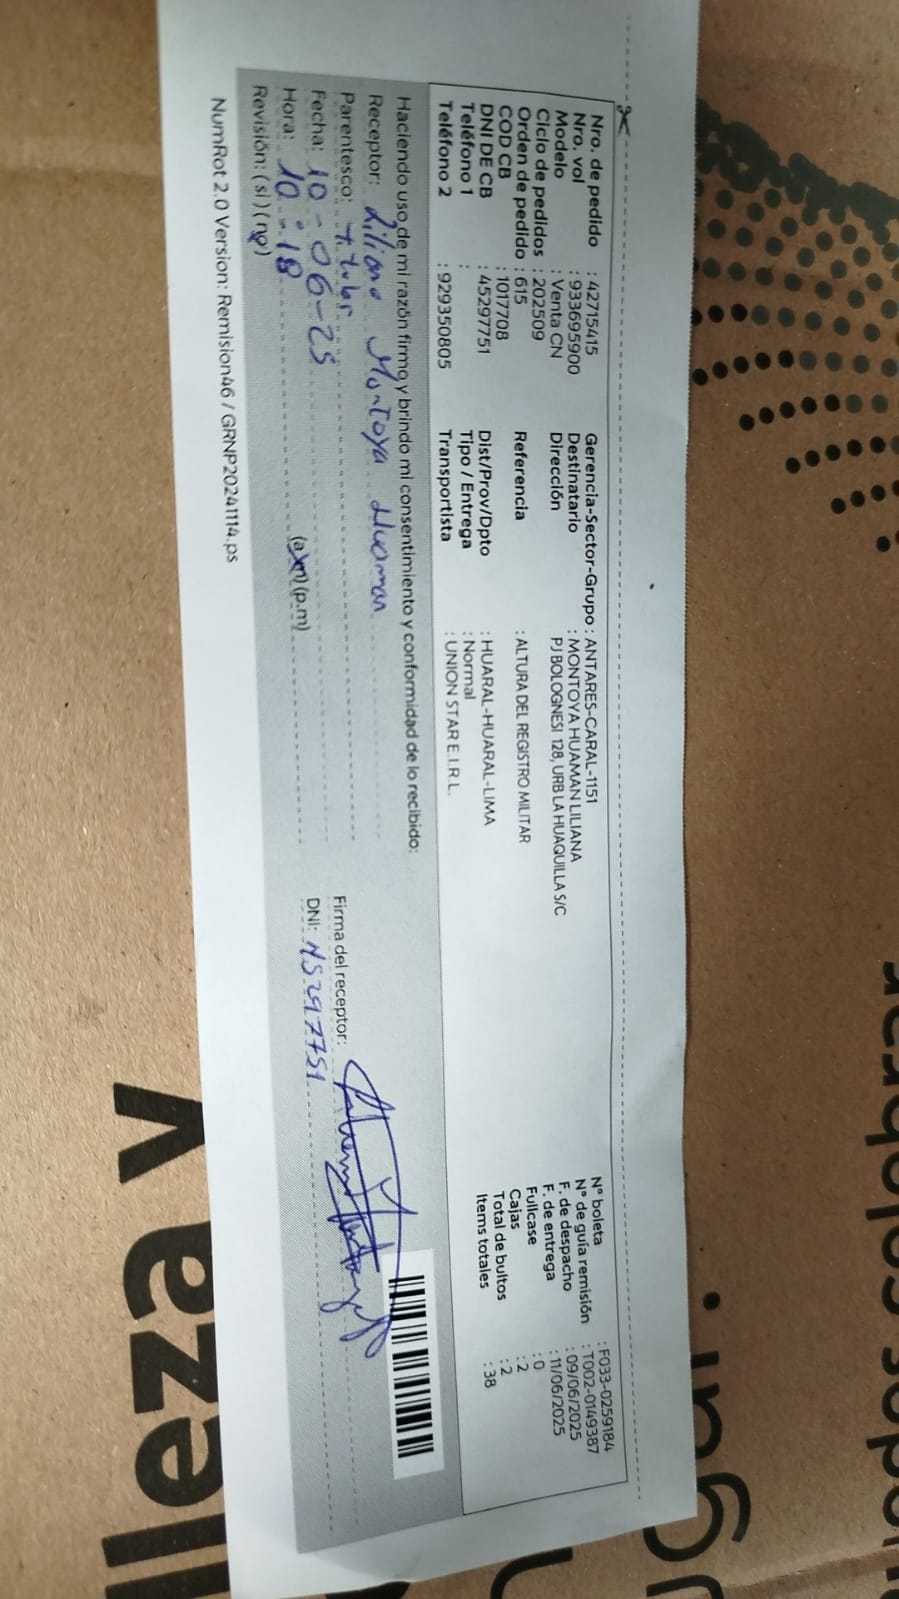 Nro. de pedido : 42715415
Nro. vol : 933695900
Modelo : Venta CN
Ciclo de pedidos : 202509
Orden de pedido : 615
COD CB : 1017708
DNI DE CB : 45297751
Teléfono 1 :
Teléfono 2 : 929350805
Gerencia-Sector-Grupo : ANTARES-CARAL-1151
Destinatario : MONTOYA HUAMAN LILIANA
Dirección PJ BOLOGNESI 128, URB LA HUAQUILLA S/C
Referencia : ALTURA DEL REGISTRO MILITAR
Dist/Prov/Dpto : HUARAL-HUARAL-LIMA
Tipo / Entrega : Normal
Transportista : UNION STAR E.I.R.L.
N° boleta : F033-0259184
N° de guía remisión : T002-0149387
F. de despacho : 09/06/2025
F. de entrega : 11/06/2025
Fullcase : 0
Cajas : 2
Total de bultos : 2
Items totales : 38
Haciendo uso de mi razón firmo y brindo mi consentimiento y conformidad de lo recibido:
Receptor: Liliana Montoya Huaman
Parentesco:
Fecha: 10-06-25
Hora: 10:18 (a.m) (p.m)
Revisión: (si) (no)
Firma del receptor:
DNI: 45297751
NumRot 2.0 Version: Remision46 / GRNP20241114.ps
lleza y